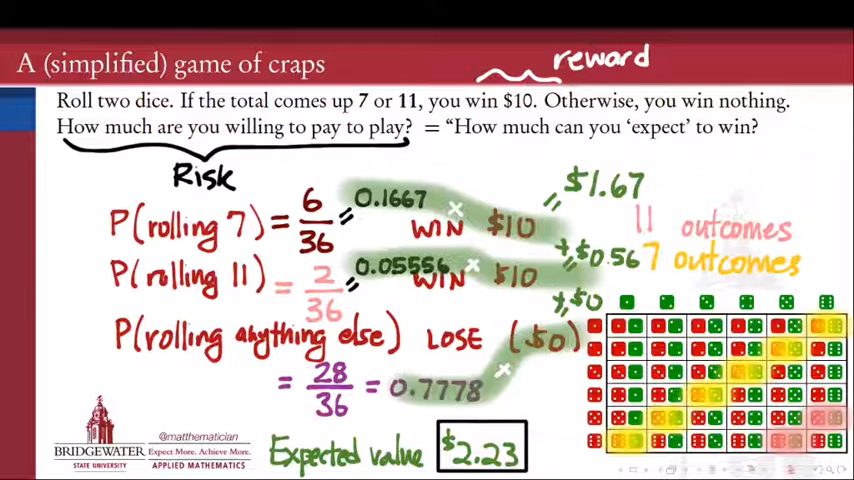 A (simplified) game of craps
reward
Roll two dice. If the total comes up 7 or 11, you win $10. Otherwise, you win nothing.
How much are you willing to pay to play? = "How much can you 'expect' to win?
Risk
P(rolling 7) = 6/36 = 0.1667 × WIN $10 = $1.67
11 outcomes
P(rolling 11) = 2/36 = 0.05556 × WIN $10 = +$0.56
7 outcomes
P(rolling anything else) LOSE ($0) = +$0
= 28/36 = 0.7778 ×
Expected value $2.23
BRIDGEWATER
STATE UNIVERSITY
@matthematician
Expect More. Achieve More.
APPLIED MATHEMATICS